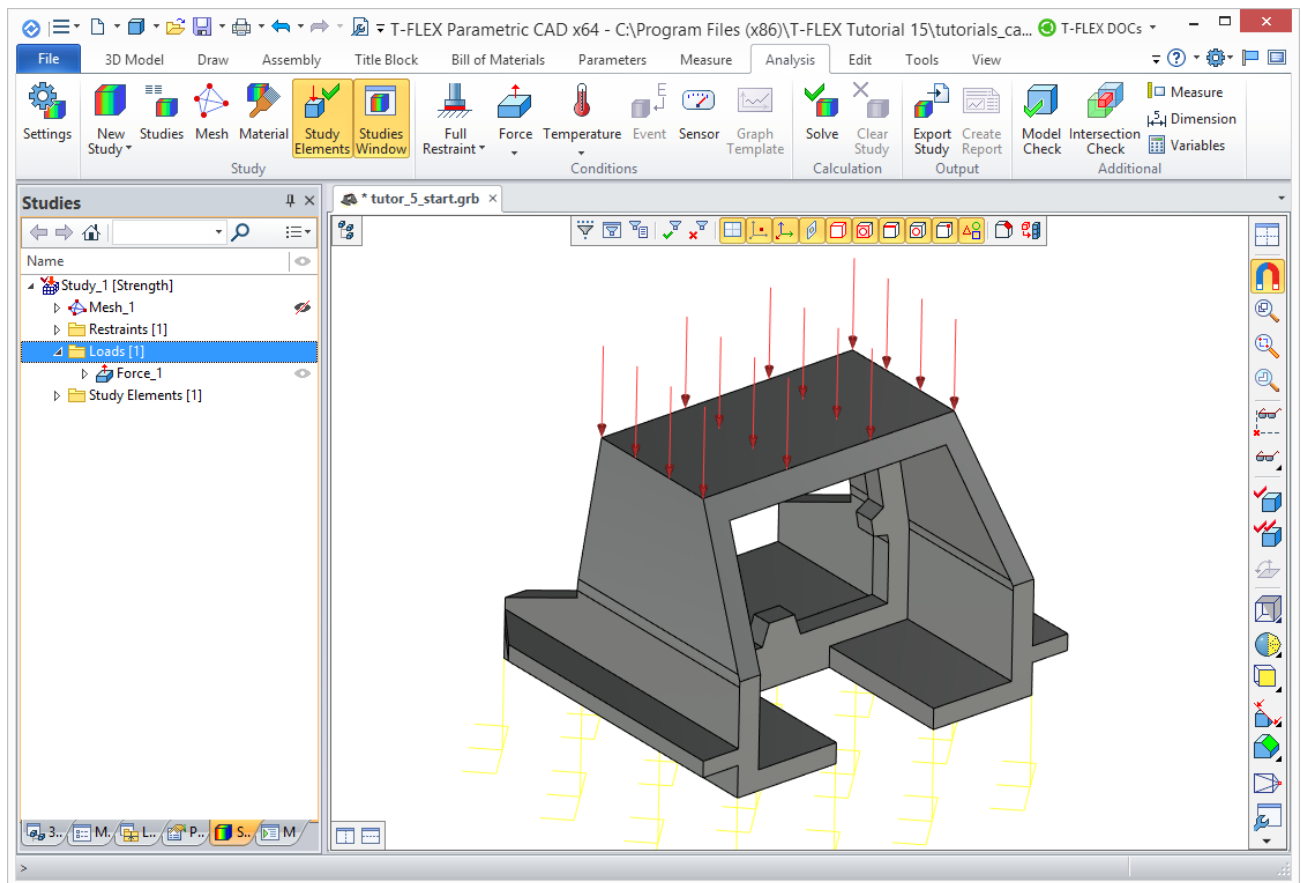 T-FLEX Parametric CAD x64 - C:\Program Files (x86)\T-FLEX Tutorial 15\tutorials_ca... T-FLEX DOCs
File 3D Model Draw Assembly Title Block Bill of Materials Parameters Measure Analysis Edit Tools View
Settings New Study Studies Mesh Material Study Elements Studies Window Full Restraint Force Temperature Event Sensor Graph Template Solve Clear Study Export Study Create Report Model Check Intersection Check Measure
Dimension
Variables
Study Conditions Calculation Output Additional
Studies
* tutor_5_start.grb
Name
Study_1 [Strength]
Mesh_1
Restraints [1]
Loads [1]
Force_1
Study Elements [1]
3.. M. L.. P.. S.. M
>